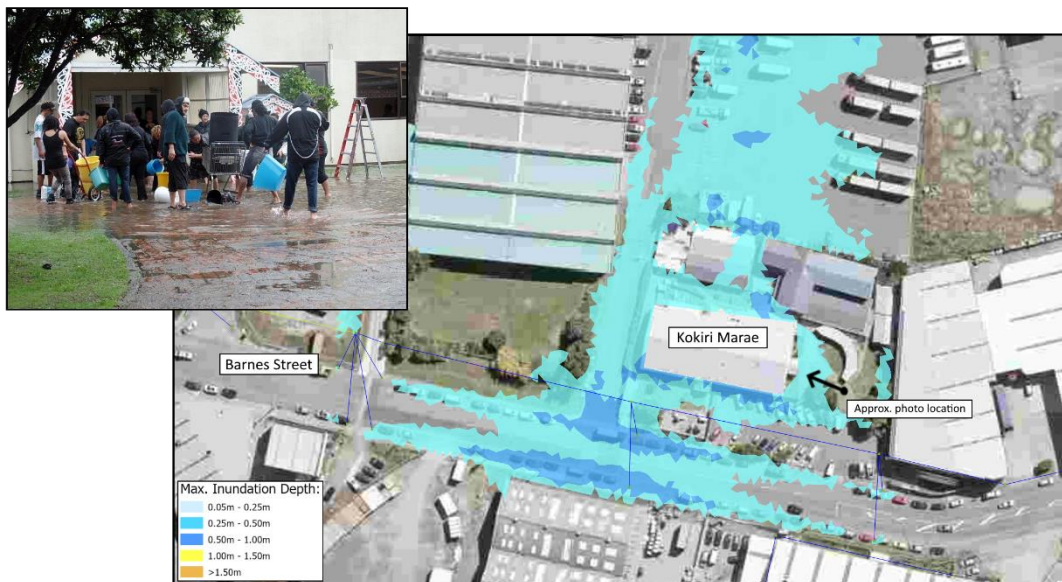 Kokiri Marae
Barnes Street
Approx. photo location
Max. Inundation Depth:
0.05m - 0.25m
0.25m - 0.50m
0.50m - 1.00m
1.00m - 1.50m
>1.50m